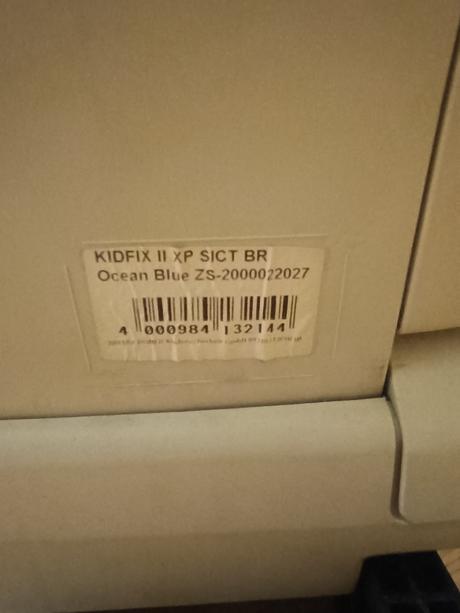 KIDFIX II XP SICT BR
Ocean Blue ZS-2000022027
4 000984 132144